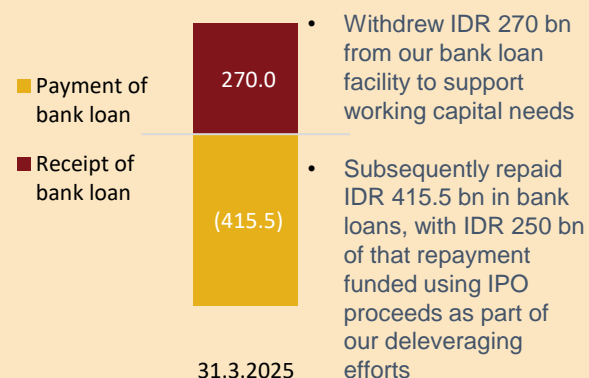 Payment of
bank loan
Receipt of
bank loan
270.0
(415.5)
31.3.2025
• Withdrew IDR 270 bn
from our bank loan
facility to support
working capital needs
• Subsequently repaid
IDR 415.5 bn in bank
loans, with IDR 250 bn
of that repayment
funded using IPO
proceeds as part of
our deleveraging
efforts